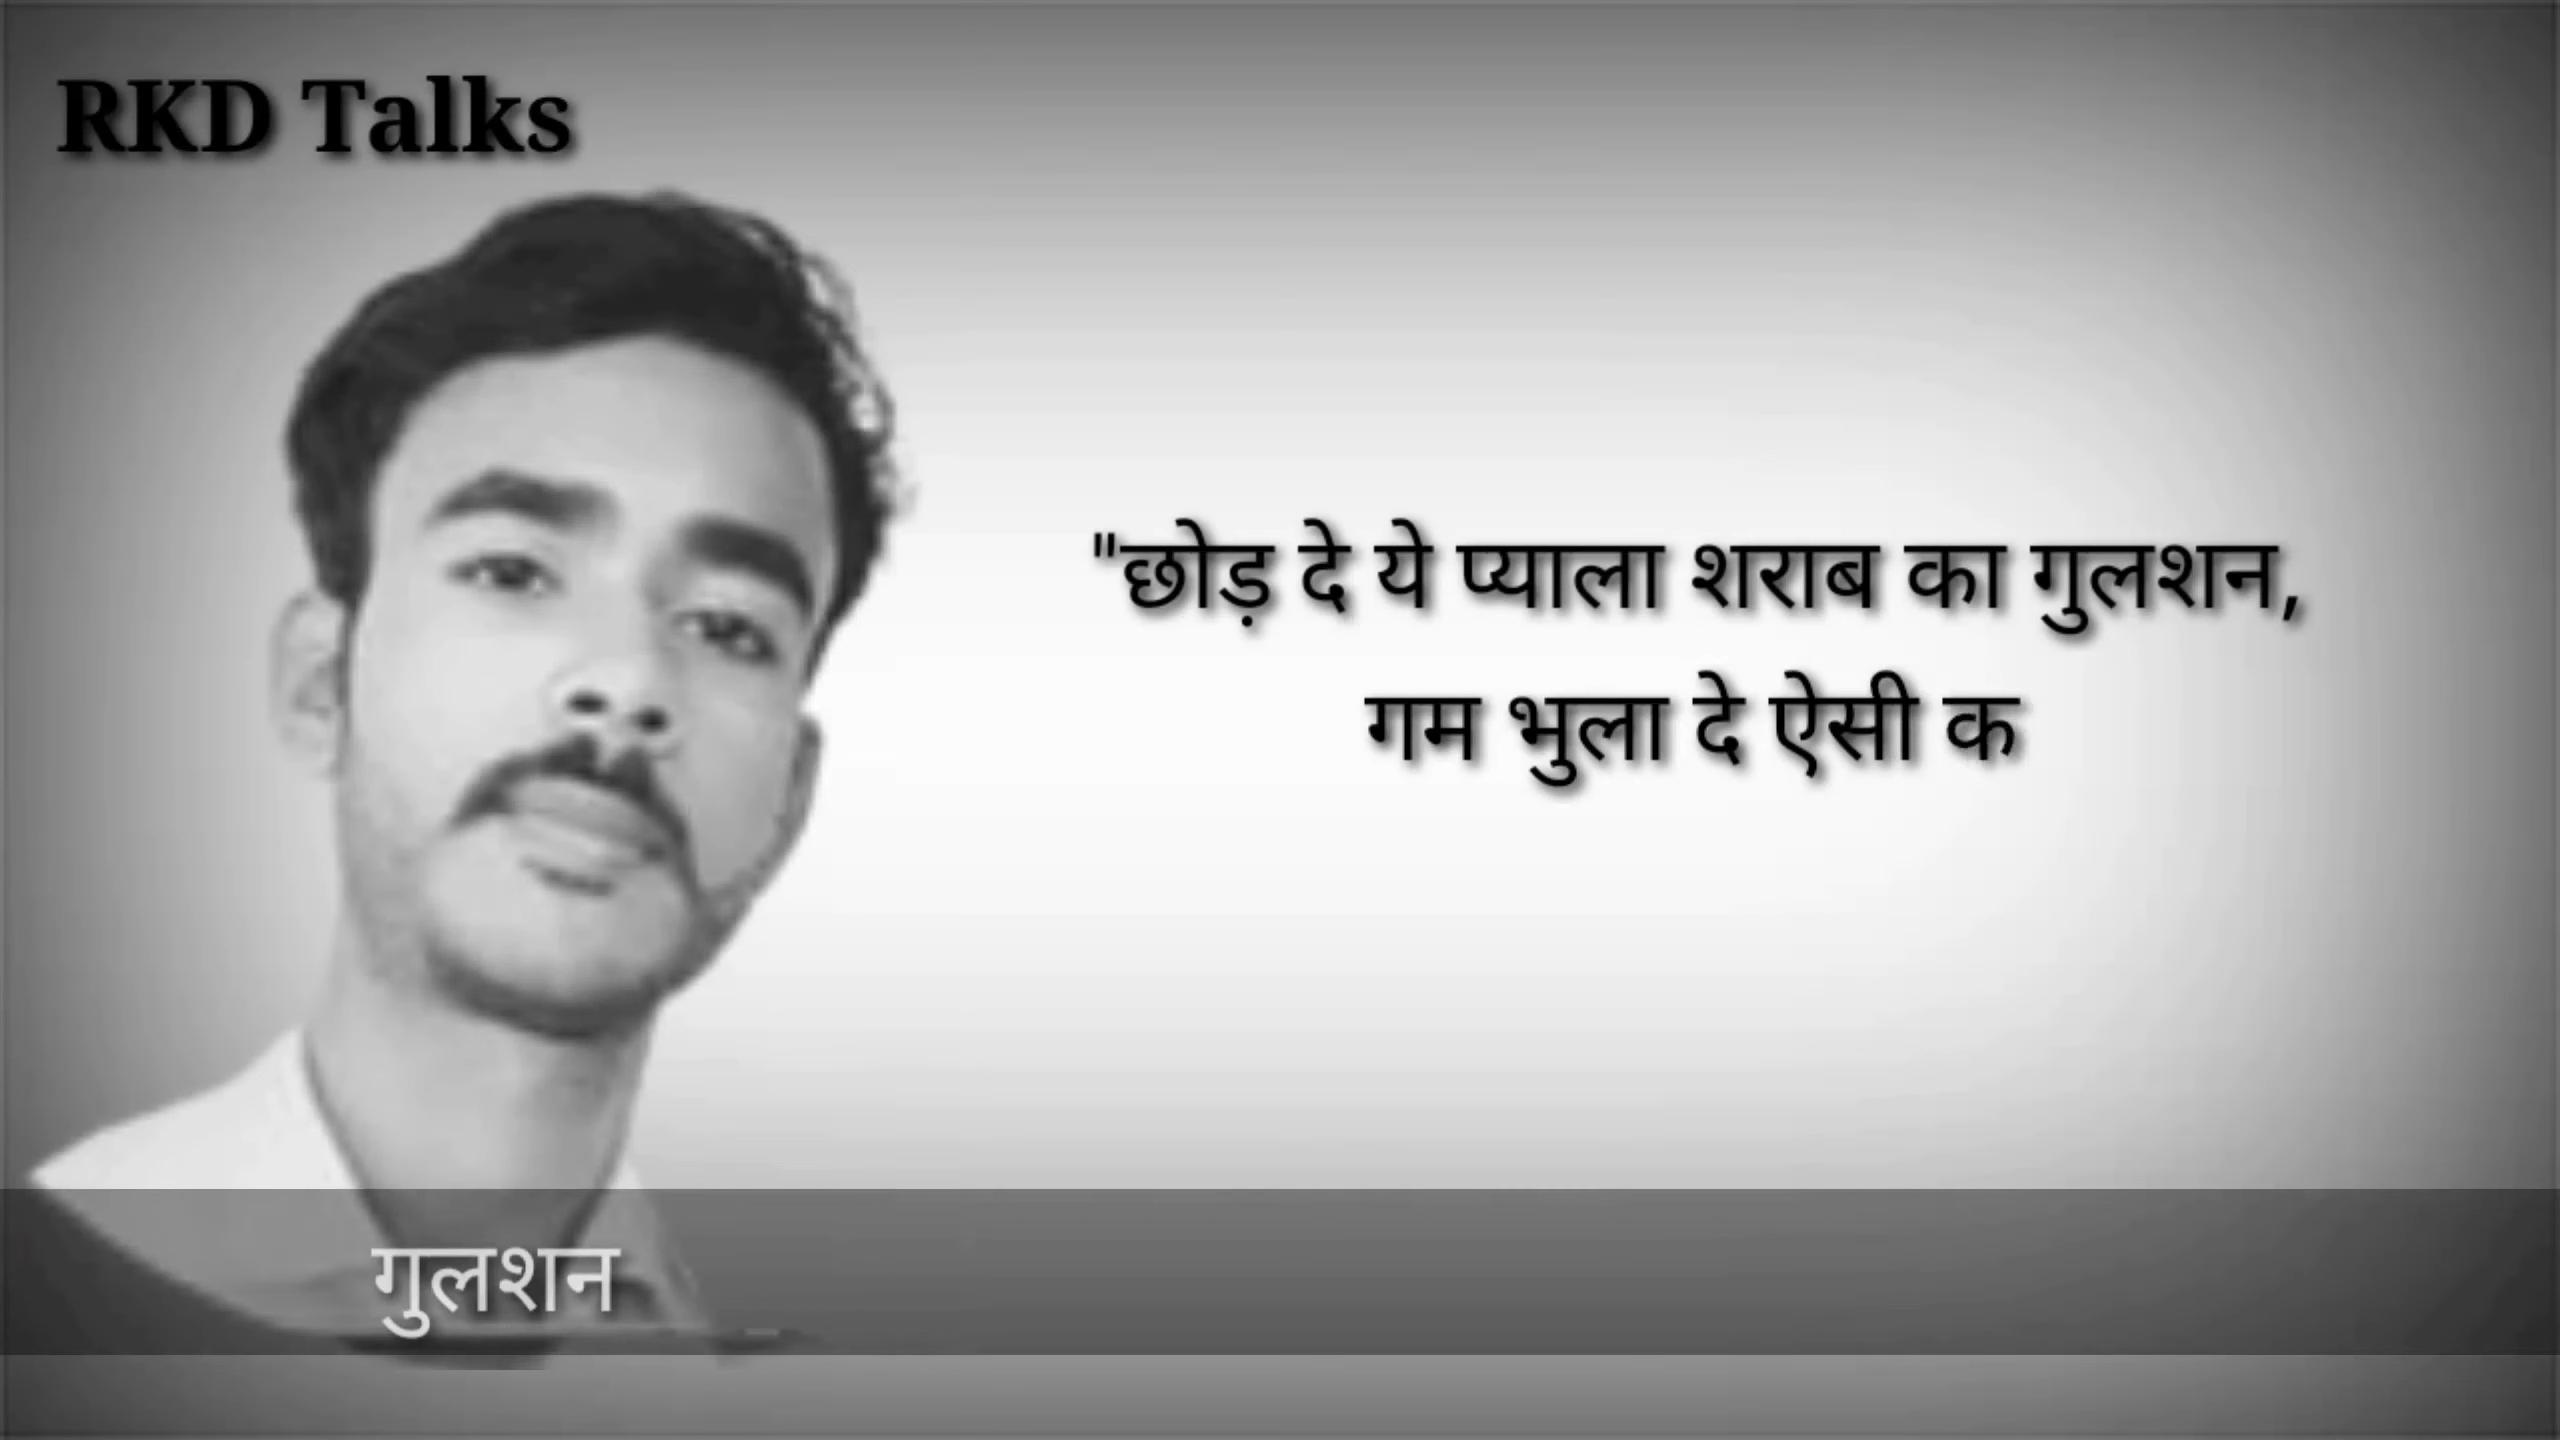 RKD Talks
"छोड़ दे ये प्याला शराब का गुलशन,
गम भुला दे ऐसी क
गुलशन